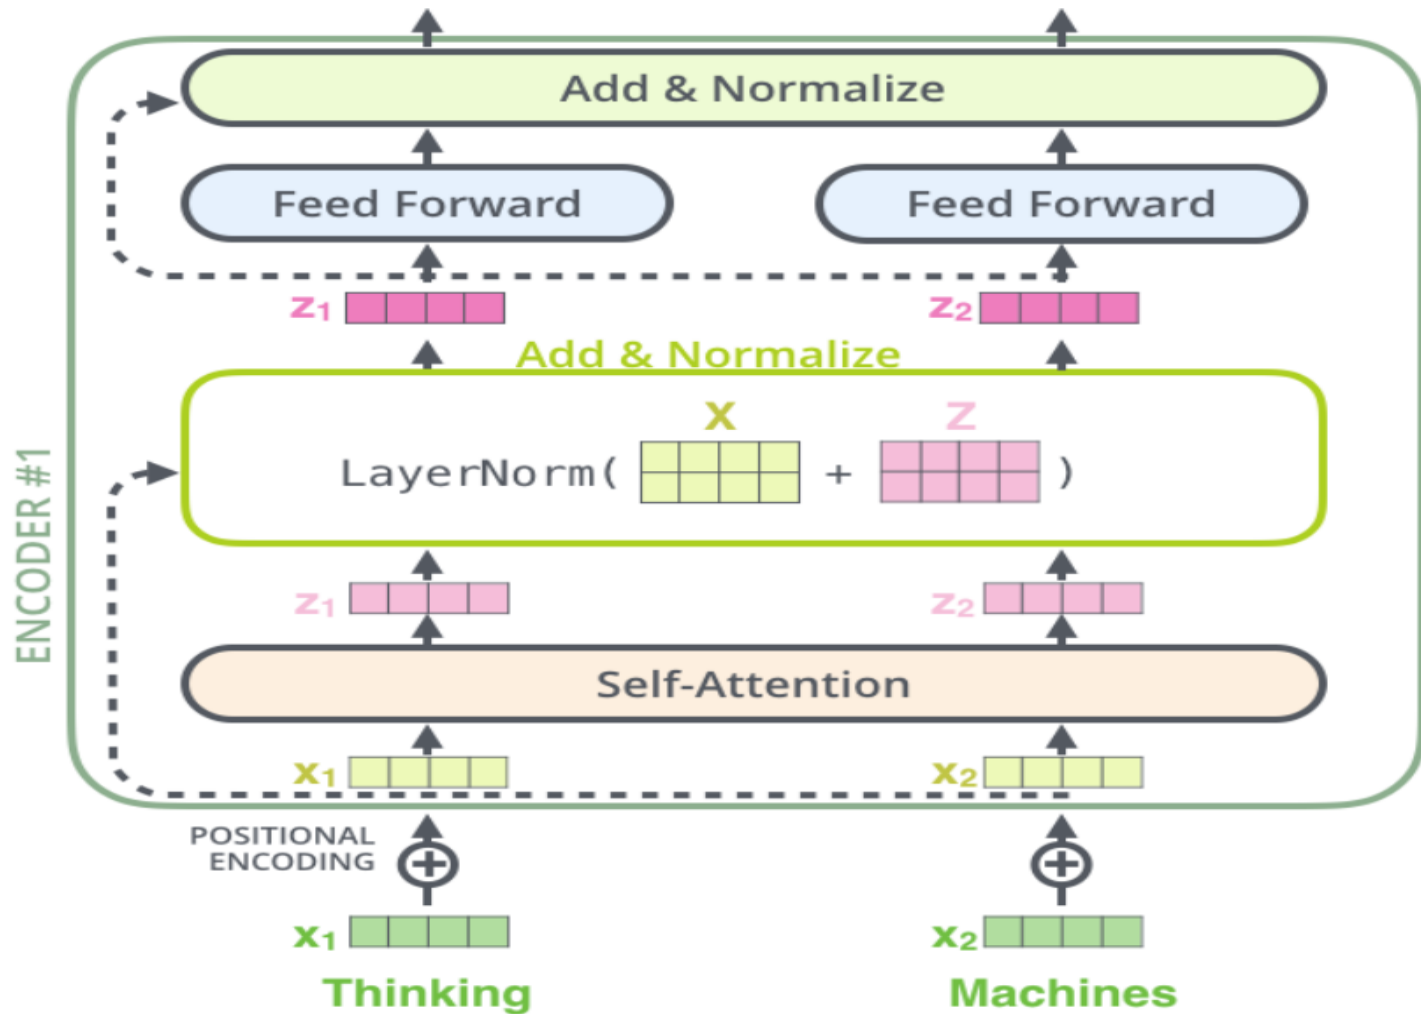 Add & Normalize
Feed Forward
Feed Forward
z1
z2
Add & Normalize
X
Z
LayerNorm(
+
)
ENCODER #1
z1
z2
Self-Attention
x1
x2
POSITIONAL
ENCODING
x1
x2
Thinking
Machines